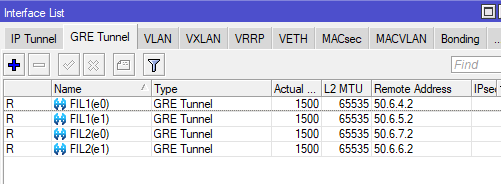 Interface List
IP Tunnel GRE Tunnel VLAN VXLAN VRRP VETH MACsec MACVLAN Bonding ...
Find
Name Type Actual ... L2 MTU Remote Address IPsec
R FIL1(e0) GRE Tunnel 1500 65535 50.6.4.2
R FIL1(e1) GRE Tunnel 1500 65535 50.6.5.2
R FIL2(e0) GRE Tunnel 1500 65535 50.6.7.2
R FIL2(e1) GRE Tunnel 1500 65535 50.6.6.2